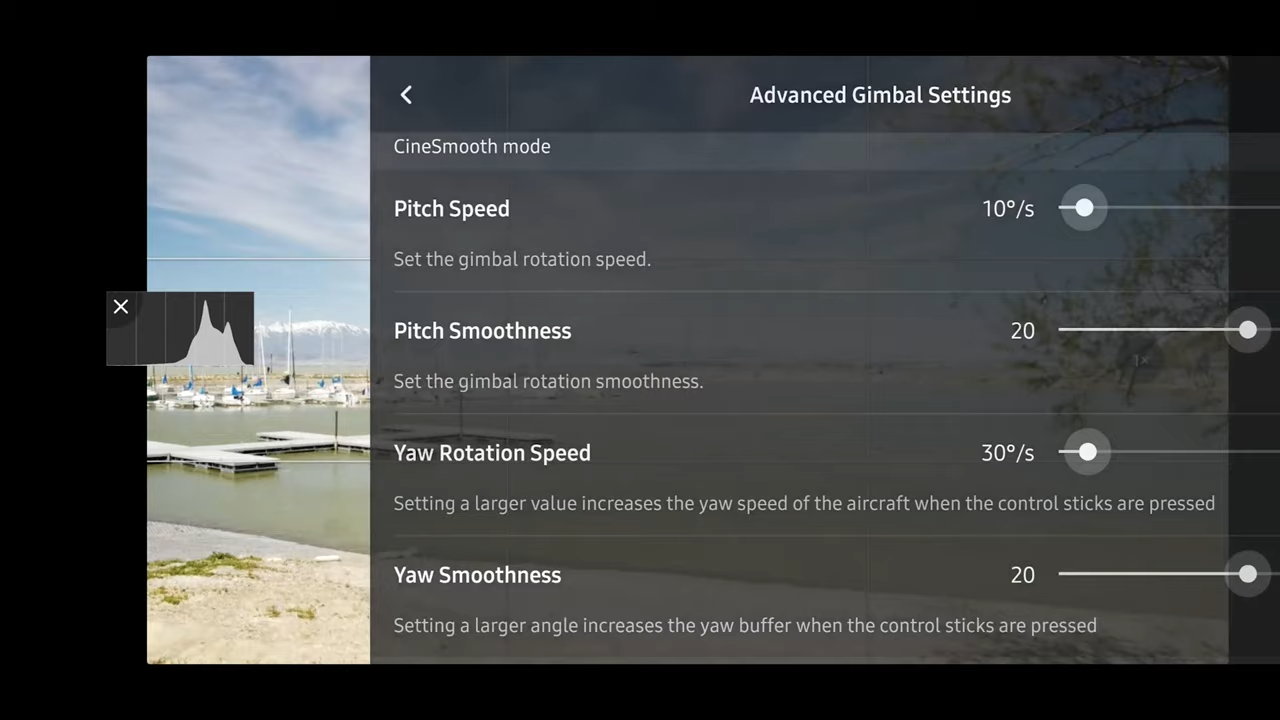 Advanced Gimbal Settings
CineSmooth mode
Pitch Speed 10°/s
Set the gimbal rotation speed.
Pitch Smoothness 20
1×
Set the gimbal rotation smoothness.
Yaw Rotation Speed 30°/s
Setting a larger value increases the yaw speed of the aircraft when the control sticks are pressed
Yaw Smoothness 20
Setting a larger angle increases the yaw buffer when the control sticks are pressed